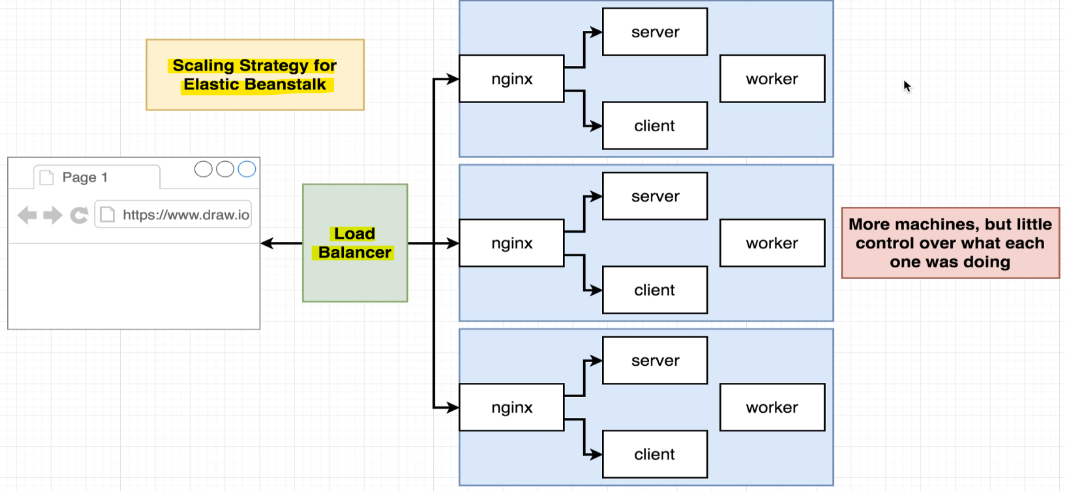 Scaling Strategy for
Elastic Beanstalk
Page 1
https://www.draw.io
Load
Balancer
nginx
server
client
worker
nginx
server
client
worker
nginx
server
client
worker
More machines, but little
control over what each
one was doing